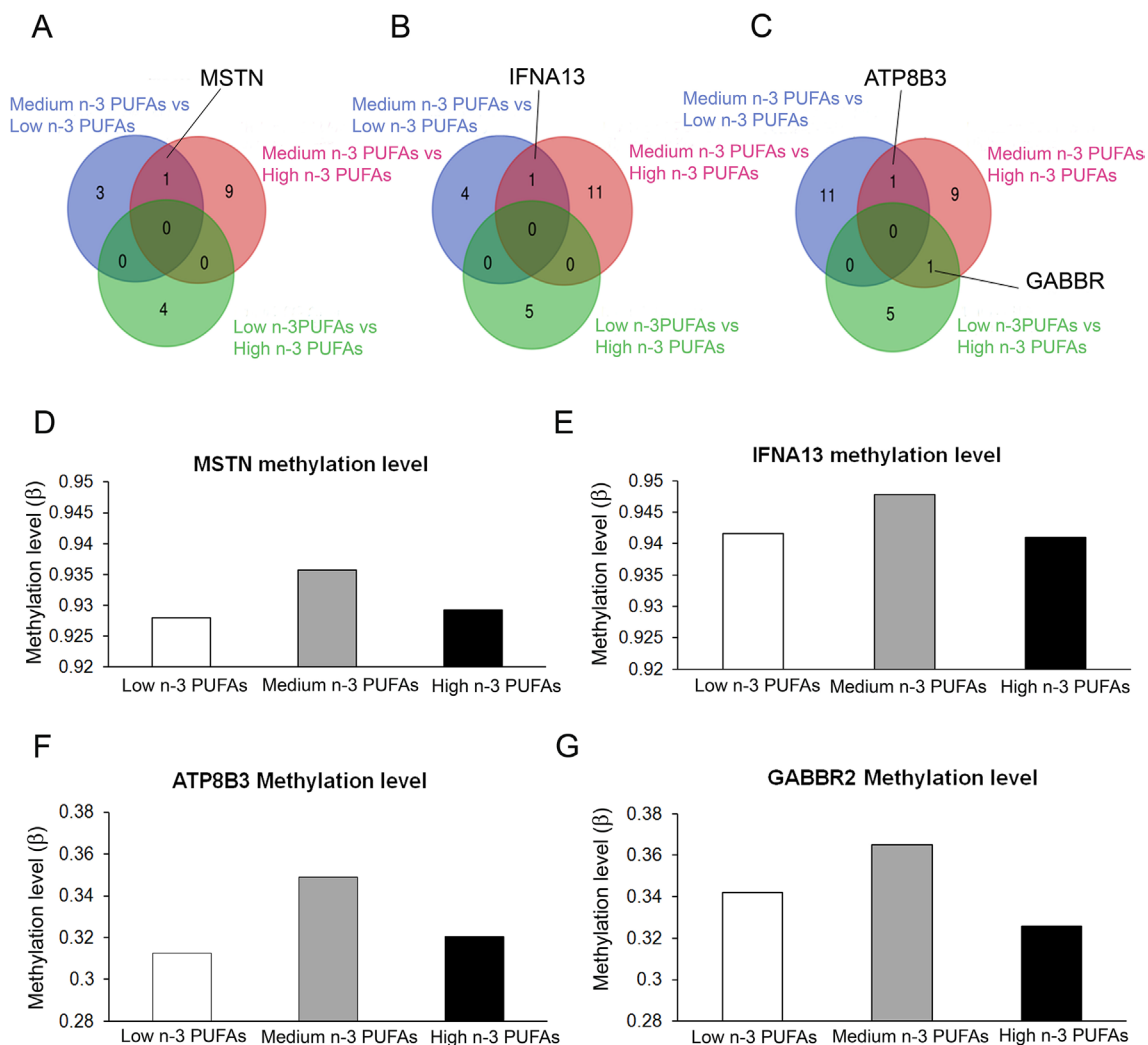 A
B
C
MSTN
IFNA13
ATP8B3
Medium n-3 PUFAs vs
Low n-3 PUFAs
Medium n-3 PUFAs vs
High n-3 PUFAs
3
1
9
0
0
0
4
Low n-3PUFAs vs
High n-3 PUFAs
Medium n-3 PUFAs vs
Low n-3 PUFAs
Medium n-3 PUFAs vs
High n-3 PUFAs
4
1
11
0
0
0
5
Low n-3PUFAs vs
High n-3 PUFAs
Medium n-3 PUFAs vs
Low n-3 PUFAs
Medium n-3 PUFAs vs
High n-3 PUFAs
11
1
9
0
0
1
GABBR
5
Low n-3PUFAs vs
High n-3 PUFAs
D
MSTN methylation level
Methylation level (β)
0.95
0.945
0.94
0.935
0.93
0.925
0.92
Low n-3 PUFAs
Medium n-3 PUFAs
High n-3 PUFAs
E
IFNA13 methylation level
Methylation level (β)
0.95
0.945
0.94
0.935
0.93
0.925
0.92
Low n-3 PUFAs
Medium n-3 PUFAs
High n-3 PUFAs
F
ATP8B3 Methylation level
Methylation level (β)
0.38
0.36
0.34
0.32
0.3
0.28
Low n-3 PUFAs
Medium n-3 PUFAs
High n-3 PUFAs
G
GABBR2 Methylation level
Methylation level (β)
0.38
0.36
0.34
0.32
0.3
0.28
Low n-3 PUFAs
Medium n-3 PUFAs
High n-3 PUFAs